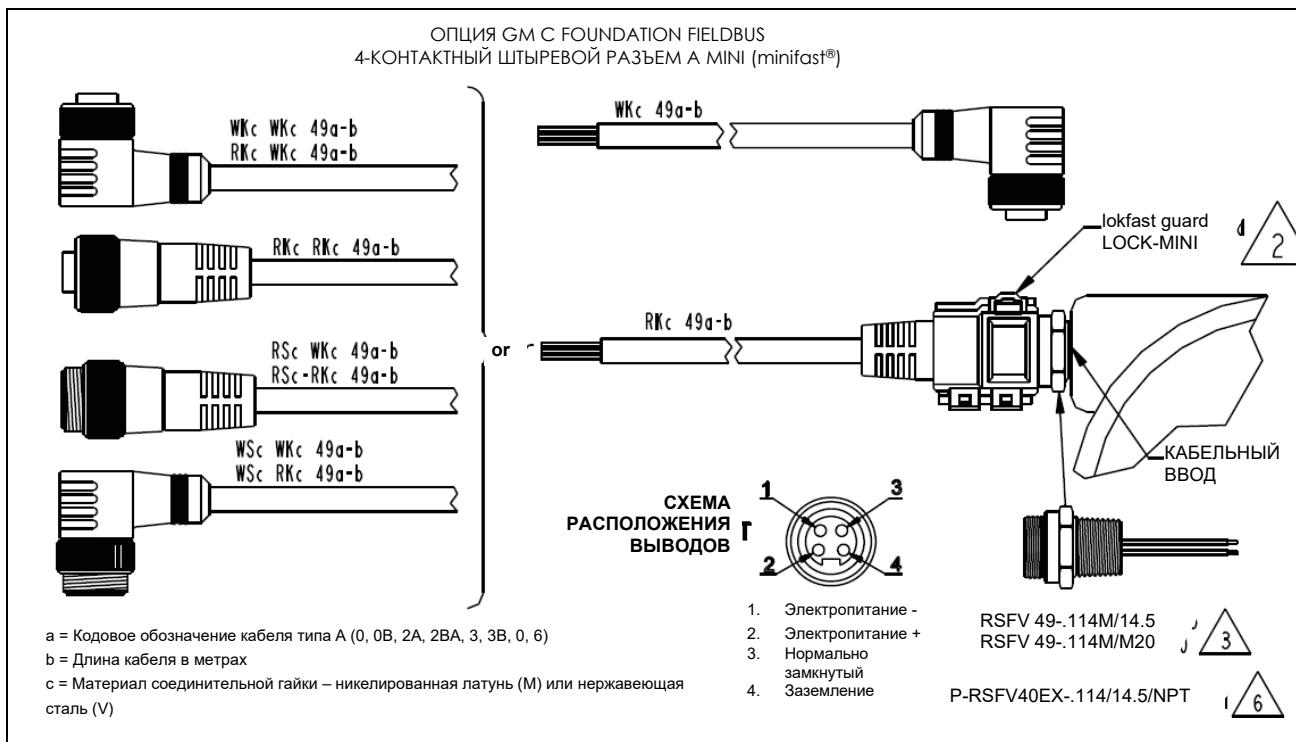 ОПЦИЯ GM C FOUNDATION FIELDBUS
4-КОНТАКТНЫЙ ШТЫРЕВОЙ РАЗЪЕМ A MINI (minifast®)
WKc WKc 49a-b
RKc WKc 49a-b
RKc RKc 49a-b
RSc WKc 49a-b
RSc-RKc 49a-b
WSc WKc 49a-b
WSc RKc 49a-b
or
WKc 49a-b
lokfast guard
LOCK-MINI
2
RKc 49a-b
КАБЕЛЬНЫЙ
ВВОД
СХЕМА
РАСПОЛОЖЕНИЯ
ВЫВОДОВ
1
3
2
4
1. Электропитание -
2. Электропитание +
3. Нормально
замкнутый
4. Заземление
RSFV 49-.114M/14.5
RSFV 49-.114M/M20
3
P-RSFV40EX-.114/14.5/NPT
6
a = Кодовое обозначение кабеля типа А (0, 0B, 2A, 2BA, 3, 3B, 0, 6)
b = Длина кабеля в метрах
c = Материал соединительной гайки – никелированная латунь (M) или нержавеющая
сталь (V)